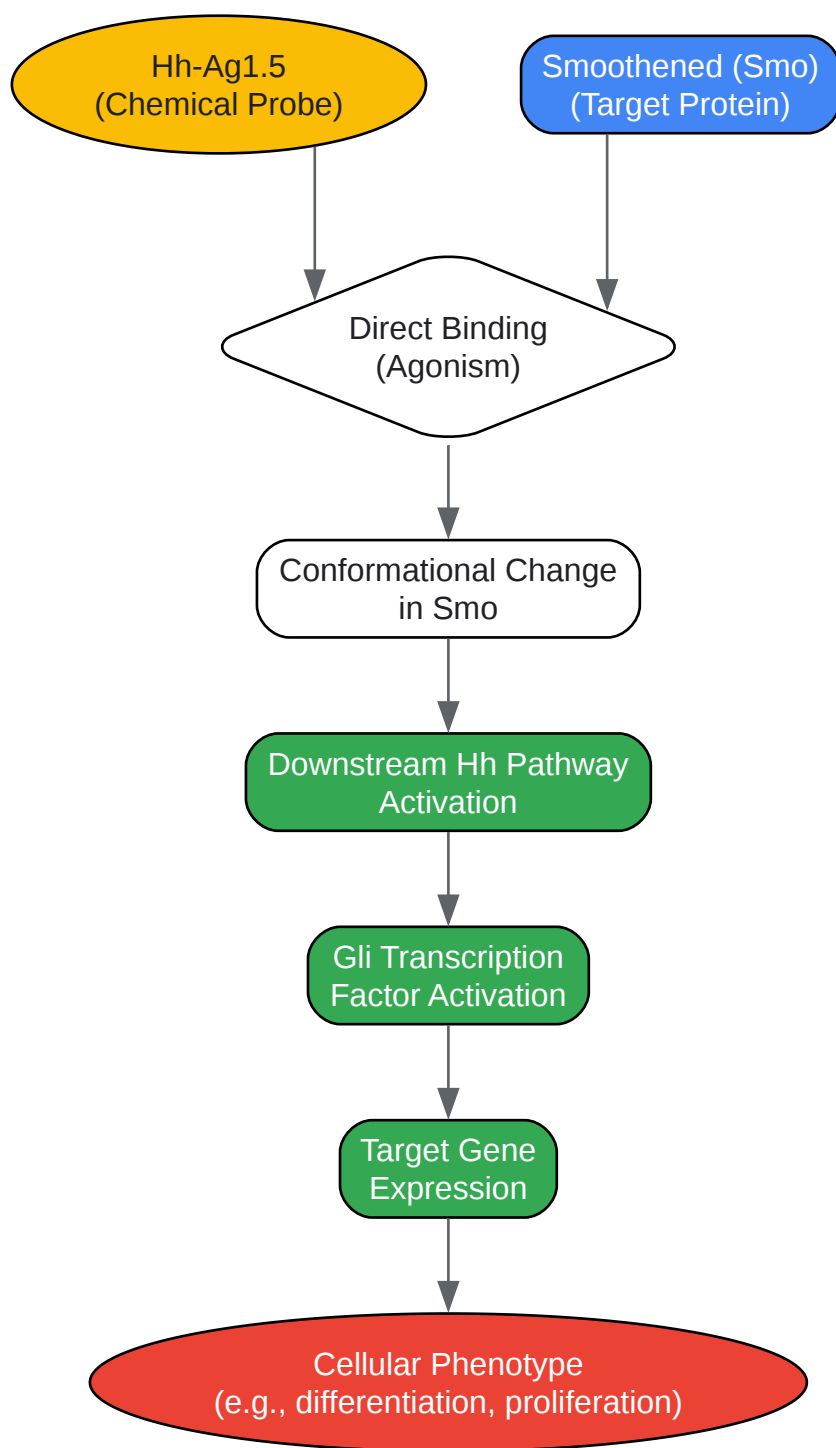 Hh-Ag1.5
(Chemical Probe)
Smoothened (Smo)
(Target Protein)
Direct Binding
(Agonism)
Conformational Change
in Smo
Downstream Hh Pathway
Activation
Gli Transcription
Factor Activation
Target Gene
Expression
Cellular Phenotype
(e.g., differentiation, proliferation)